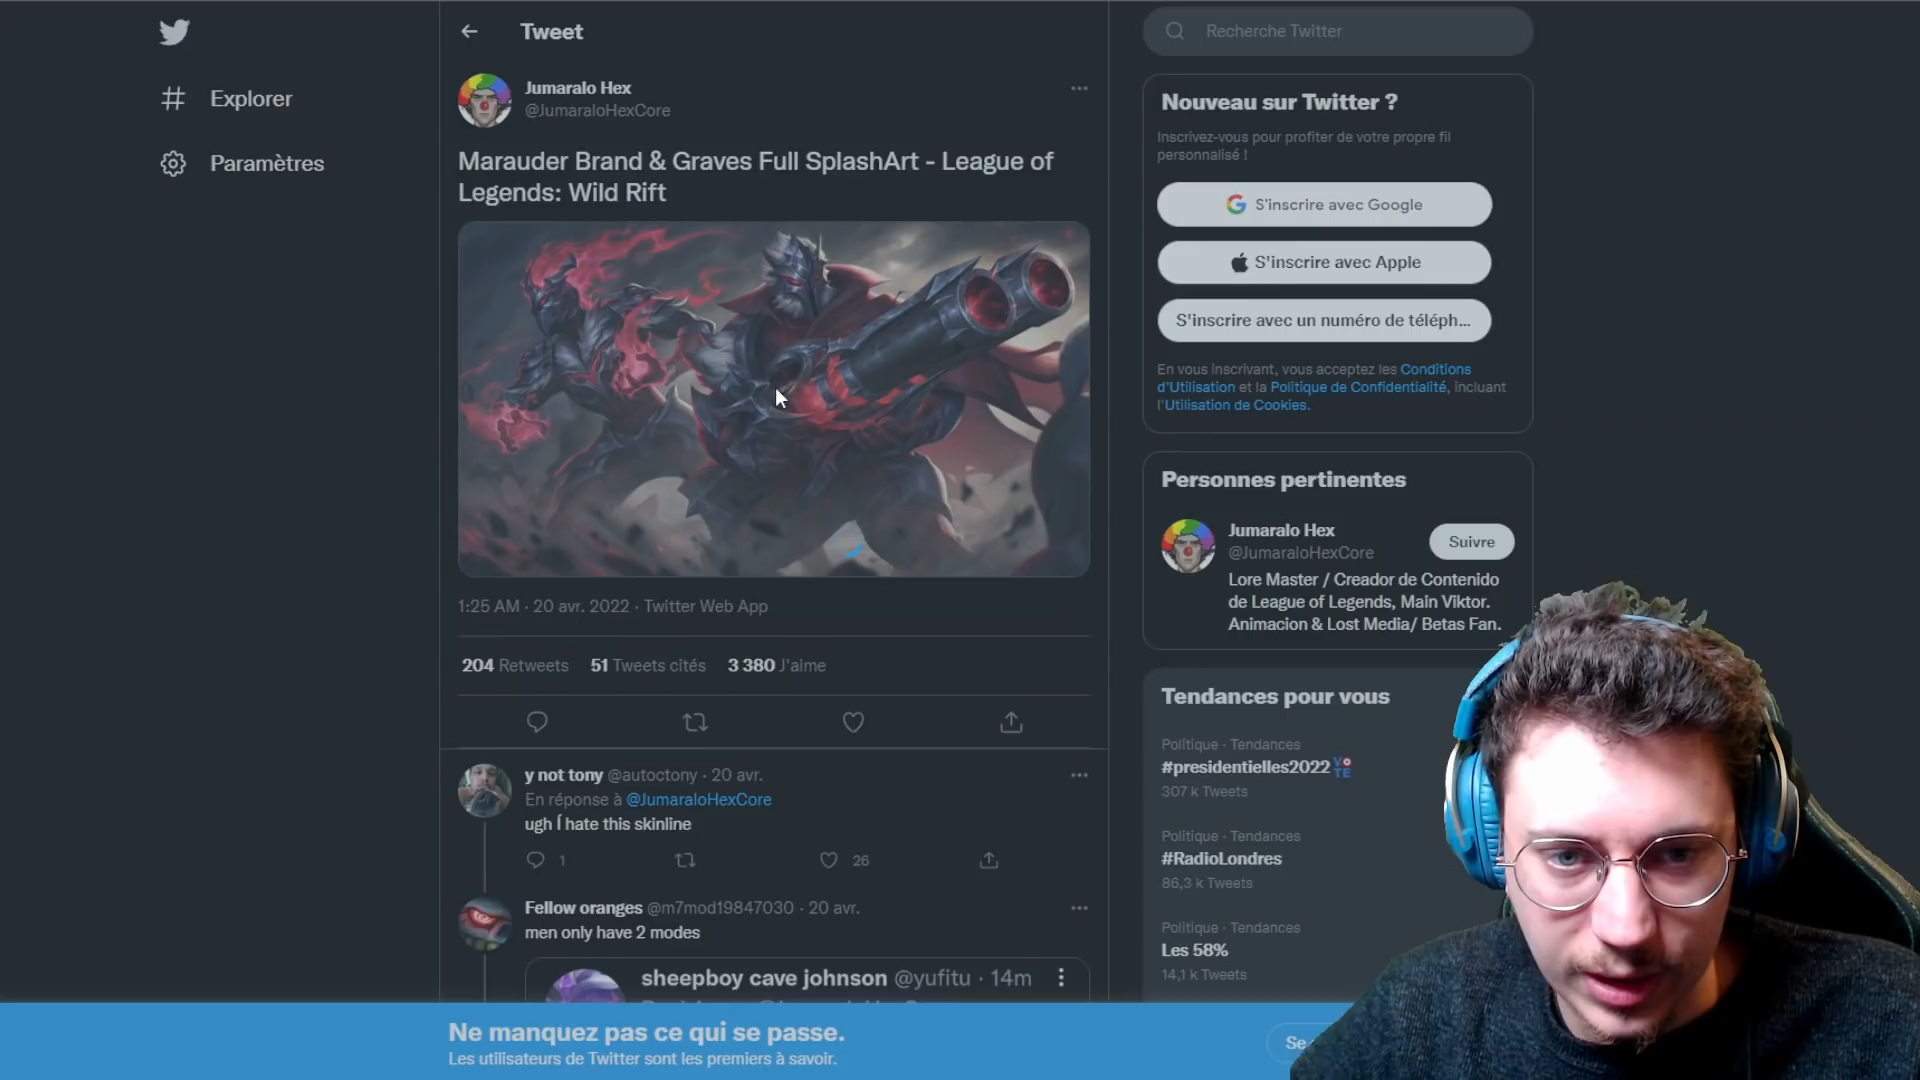 Explorer
Paramètres
Tweet
Jumaralo Hex
@JumaraloHexCore
Marauder Brand & Graves Full SplashArt - League of
Legends: Wild Rift
1:25 AM · 20 avr. 2022 · Twitter Web App
204 Retweets 51 Tweets cités 3 380 J'aime
y not tony @autoctony · 20 avr.
En réponse à @JumaraloHexCore
ugh Í hate this skinline
1 26
Fellow oranges @m7mod19847030 · 20 avr.
men only have 2 modes
sheepboy cave johnson @yufitu · 14m
Recherche Twitter
Nouveau sur Twitter ?
Inscrivez-vous pour profiter de votre propre fil
personnalisé !
S'inscrire avec Google
S'inscrire avec Apple
S'inscrire avec un numéro de téléph...
En vous inscrivant, vous acceptez les Conditions
d'Utilisation et la Politique de Confidentialité, incluant
l'Utilisation de Cookies.
Personnes pertinentes
Jumaralo Hex
@JumaraloHexCore
Suivre
Lore Master / Creador de Contenido
de League of Legends, Main Viktor.
Animacion & Lost Media/ Betas Fan.
Tendances pour vous
Politique · Tendances
#presidentielles2022 VOTE
307 k Tweets
Politique · Tendances
#RadioLondres
86,3 k Tweets
Politique · Tendances
Les 58%
14,1 k Tweets
Ne manquez pas ce qui se passe.
Les utilisateurs de Twitter sont les premiers à savoir.
Se